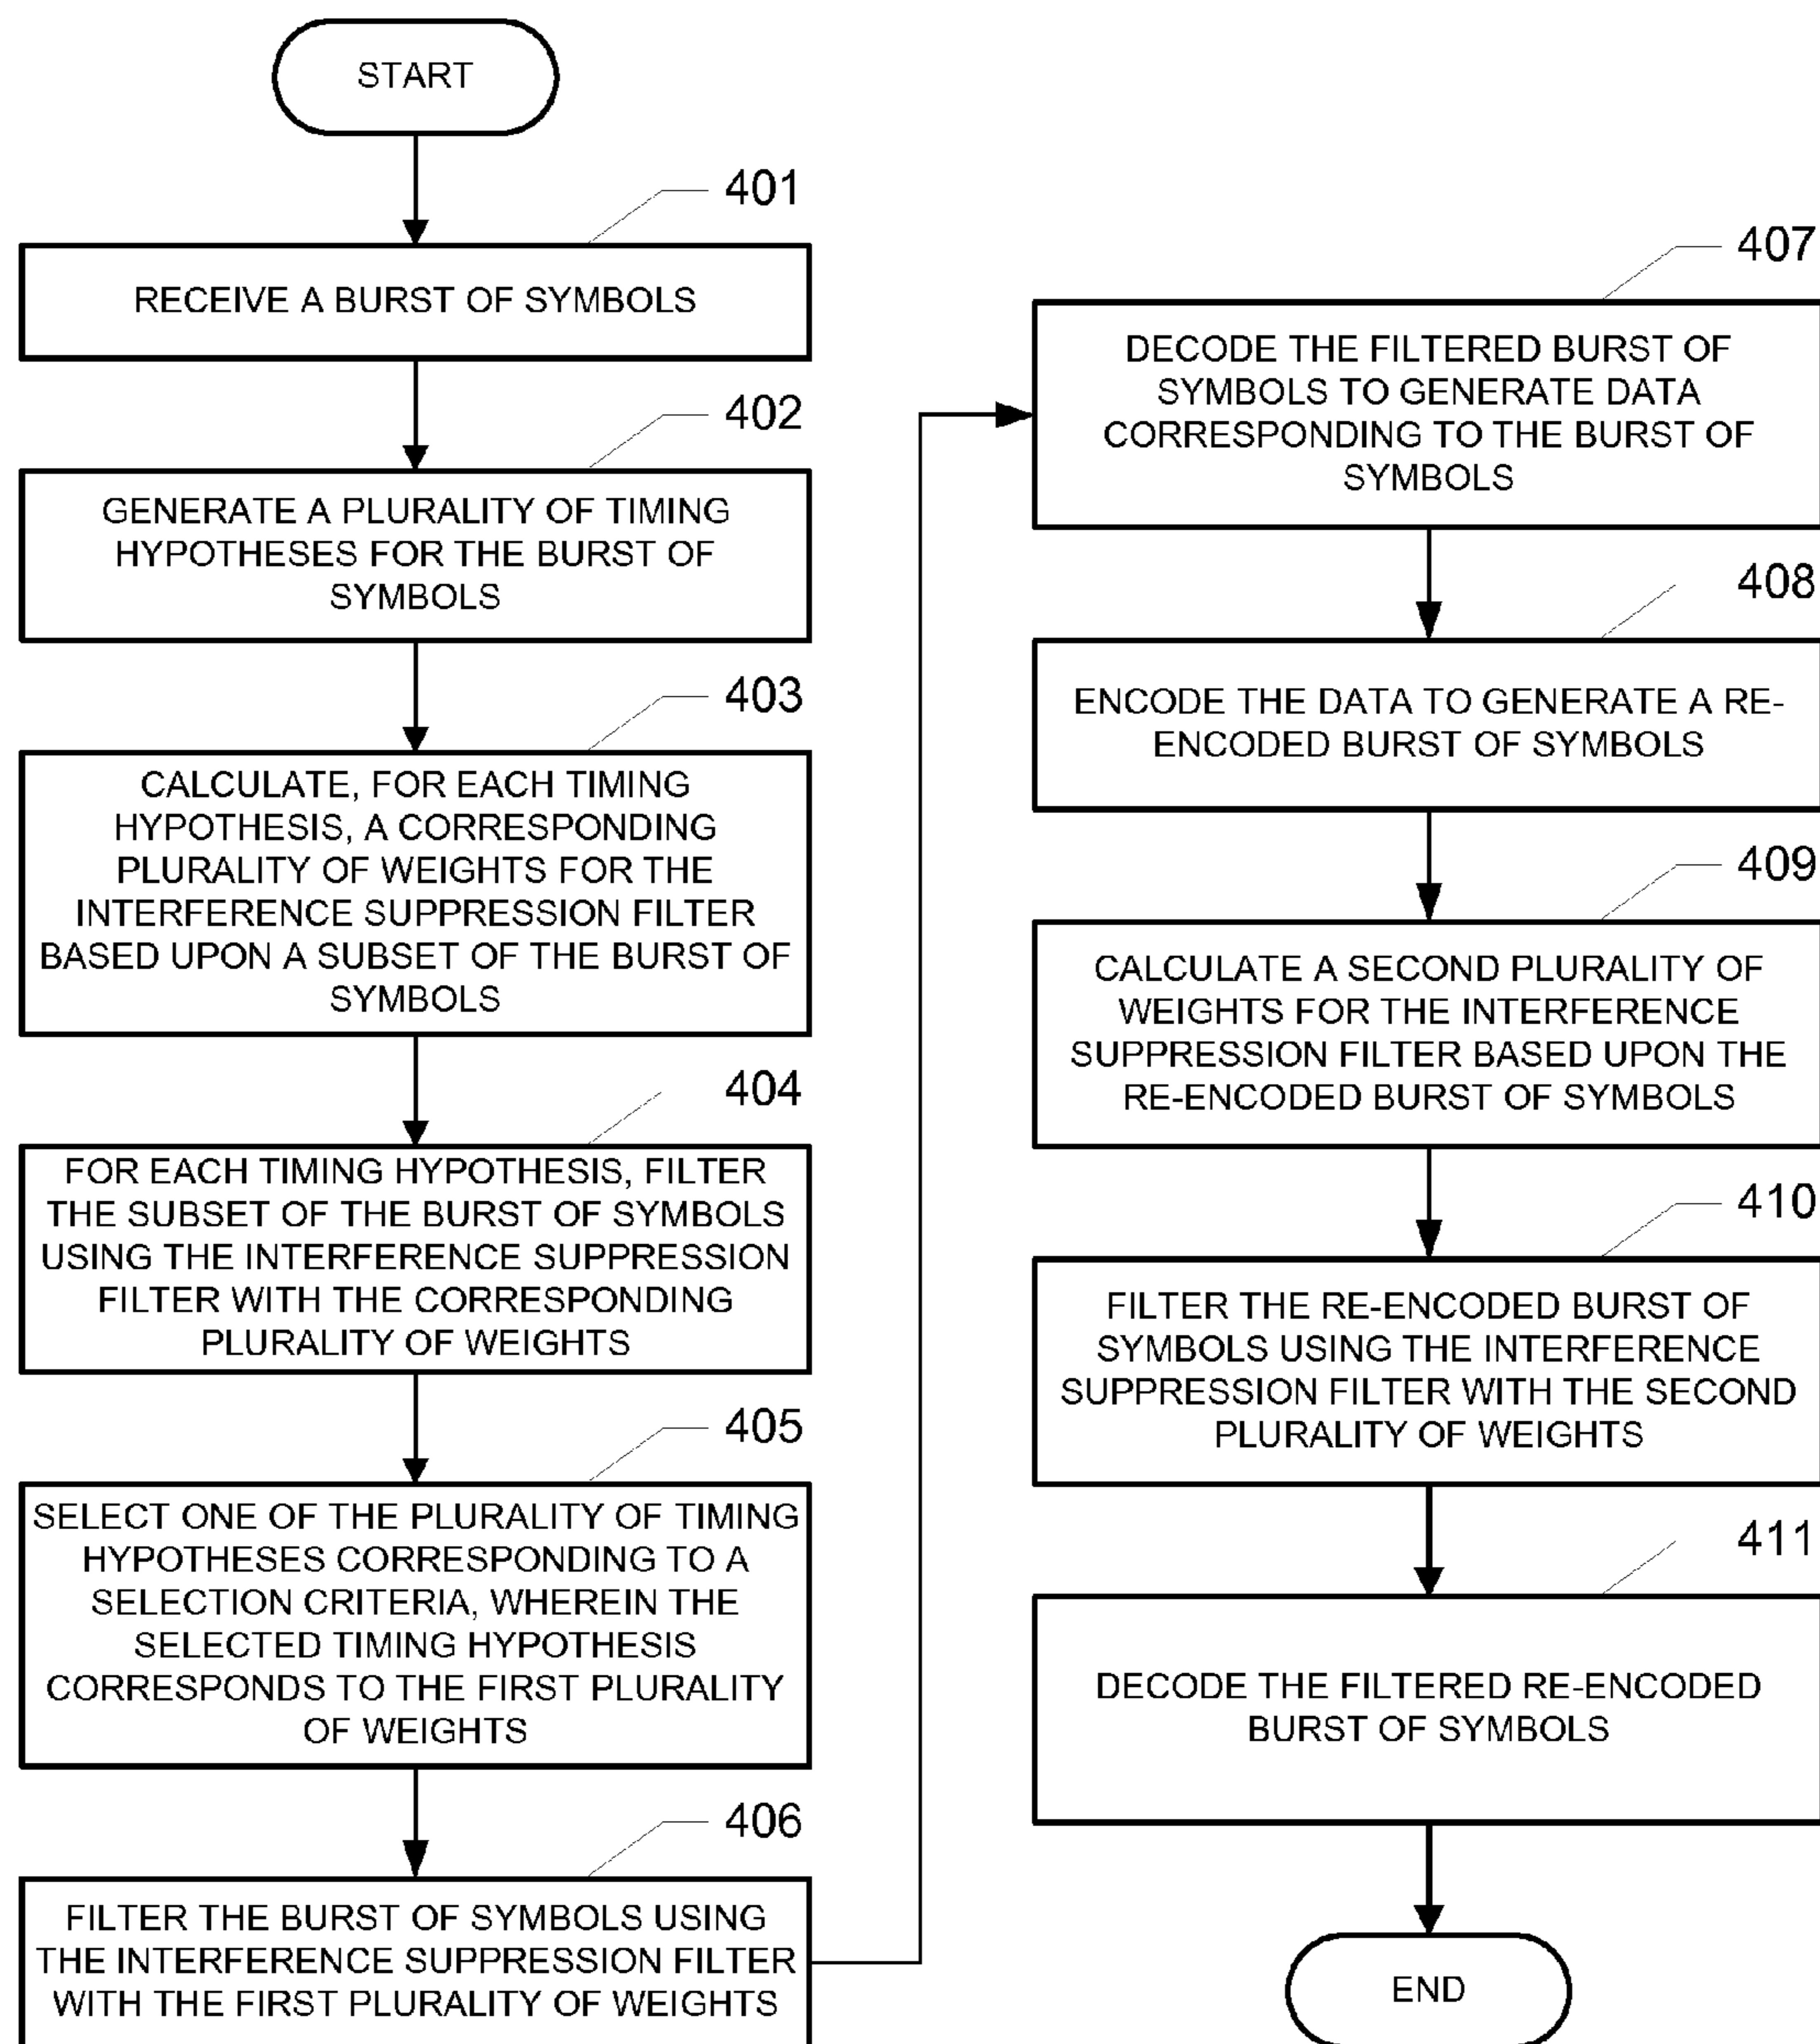 START
401
RECEIVE A BURST OF SYMBOLS
402
GENERATE A PLURALITY OF TIMING
HYPOTHESES FOR THE BURST OF
SYMBOLS
403
CALCULATE, FOR EACH TIMING
HYPOTHESIS, A CORRESPONDING
PLURALITY OF WEIGHTS FOR THE
INTERFERENCE SUPPRESSION FILTER
BASED UPON A SUBSET OF THE BURST OF
SYMBOLS
404
FOR EACH TIMING HYPOTHESIS, FILTER
THE SUBSET OF THE BURST OF SYMBOLS
USING THE INTERFERENCE SUPPRESSION
FILTER WITH THE CORRESPONDING
PLURALITY OF WEIGHTS
405
SELECT ONE OF THE PLURALITY OF TIMING
HYPOTHESES CORRESPONDING TO A
SELECTION CRITERIA, WHEREIN THE
SELECTED TIMING HYPOTHESIS
CORRESPONDS TO THE FIRST PLURALITY
OF WEIGHTS
406
FILTER THE BURST OF SYMBOLS USING
THE INTERFERENCE SUPPRESSION FILTER
WITH THE FIRST PLURALITY OF WEIGHTS
407
DECODE THE FILTERED BURST OF
SYMBOLS TO GENERATE DATA
CORRESPONDING TO THE BURST OF
SYMBOLS
408
ENCODE THE DATA TO GENERATE A RE-
ENCODED BURST OF SYMBOLS
409
CALCULATE A SECOND PLURALITY OF
WEIGHTS FOR THE INTERFERENCE
SUPPRESSION FILTER BASED UPON THE
RE-ENCODED BURST OF SYMBOLS
410
FILTER THE RE-ENCODED BURST OF
SYMBOLS USING THE INTERFERENCE
SUPPRESSION FILTER WITH THE SECOND
PLURALITY OF WEIGHTS
411
DECODE THE FILTERED RE-ENCODED
BURST OF SYMBOLS
END